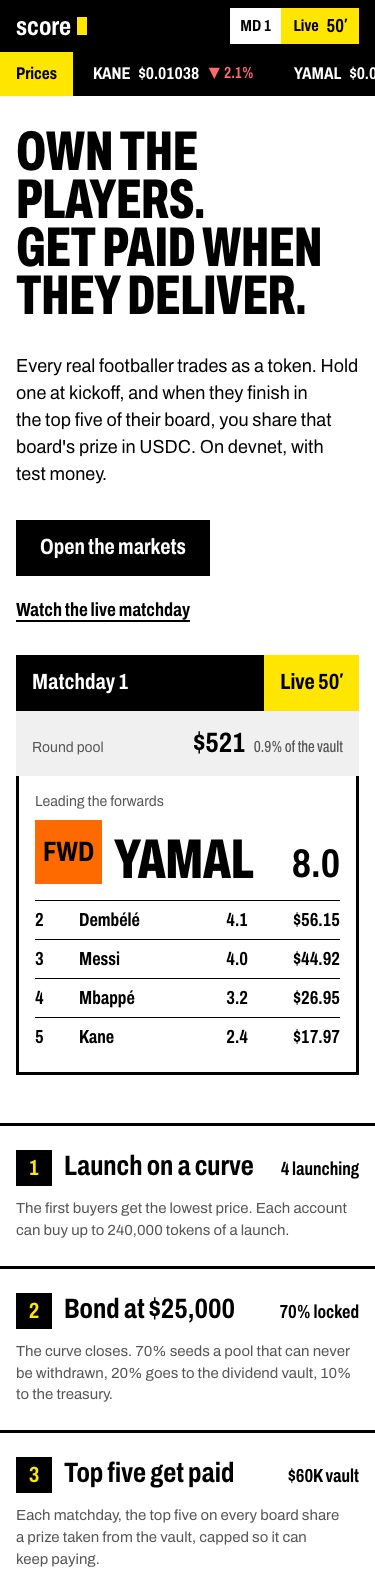 score
MD 1 Live 50′
Prices KANE $0.01038 ▼ 2.1% YAMAL $0.0
OWN THE
PLAYERS.
GET PAID WHEN
THEY DELIVER.
Every real footballer trades as a token. Hold
one at kickoff, and when they finish in
the top five of their board, you share that
board's prize in USDC. On devnet, with
test money.
Open the markets
Watch the live matchday
Matchday 1 Live 50′
Round pool $521 0.9% of the vault
Leading the forwards
FWD YAMAL 8.0
2 Dembélé 4.1 $56.15
3 Messi 4.0 $44.92
4 Mbappé 3.2 $26.95
5 Kane 2.4 $17.97
1 Launch on a curve 4 launching
The first buyers get the lowest price. Each account
can buy up to 240,000 tokens of a launch.
2 Bond at $25,000 70% locked
The curve closes. 70% seeds a pool that can never
be withdrawn, 20% goes to the dividend vault, 10%
to the treasury.
3 Top five get paid $60K vault
Each matchday, the top five on every board share
a prize taken from the vault, capped so it can
keep paying.